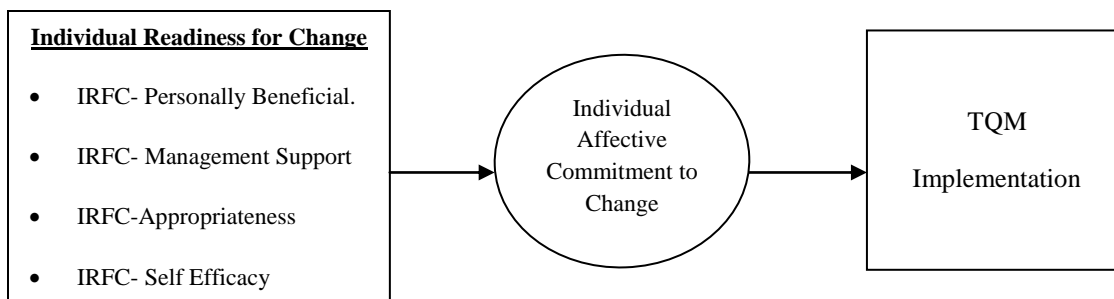 Individual Readiness for Change
• IRFC- Personally Beneficial.
• IRFC- Management Support
• IRFC-Appropriateness
• IRFC- Self Efficacy
Individual
Affective
Commitment to
Change
TQM
Implementation